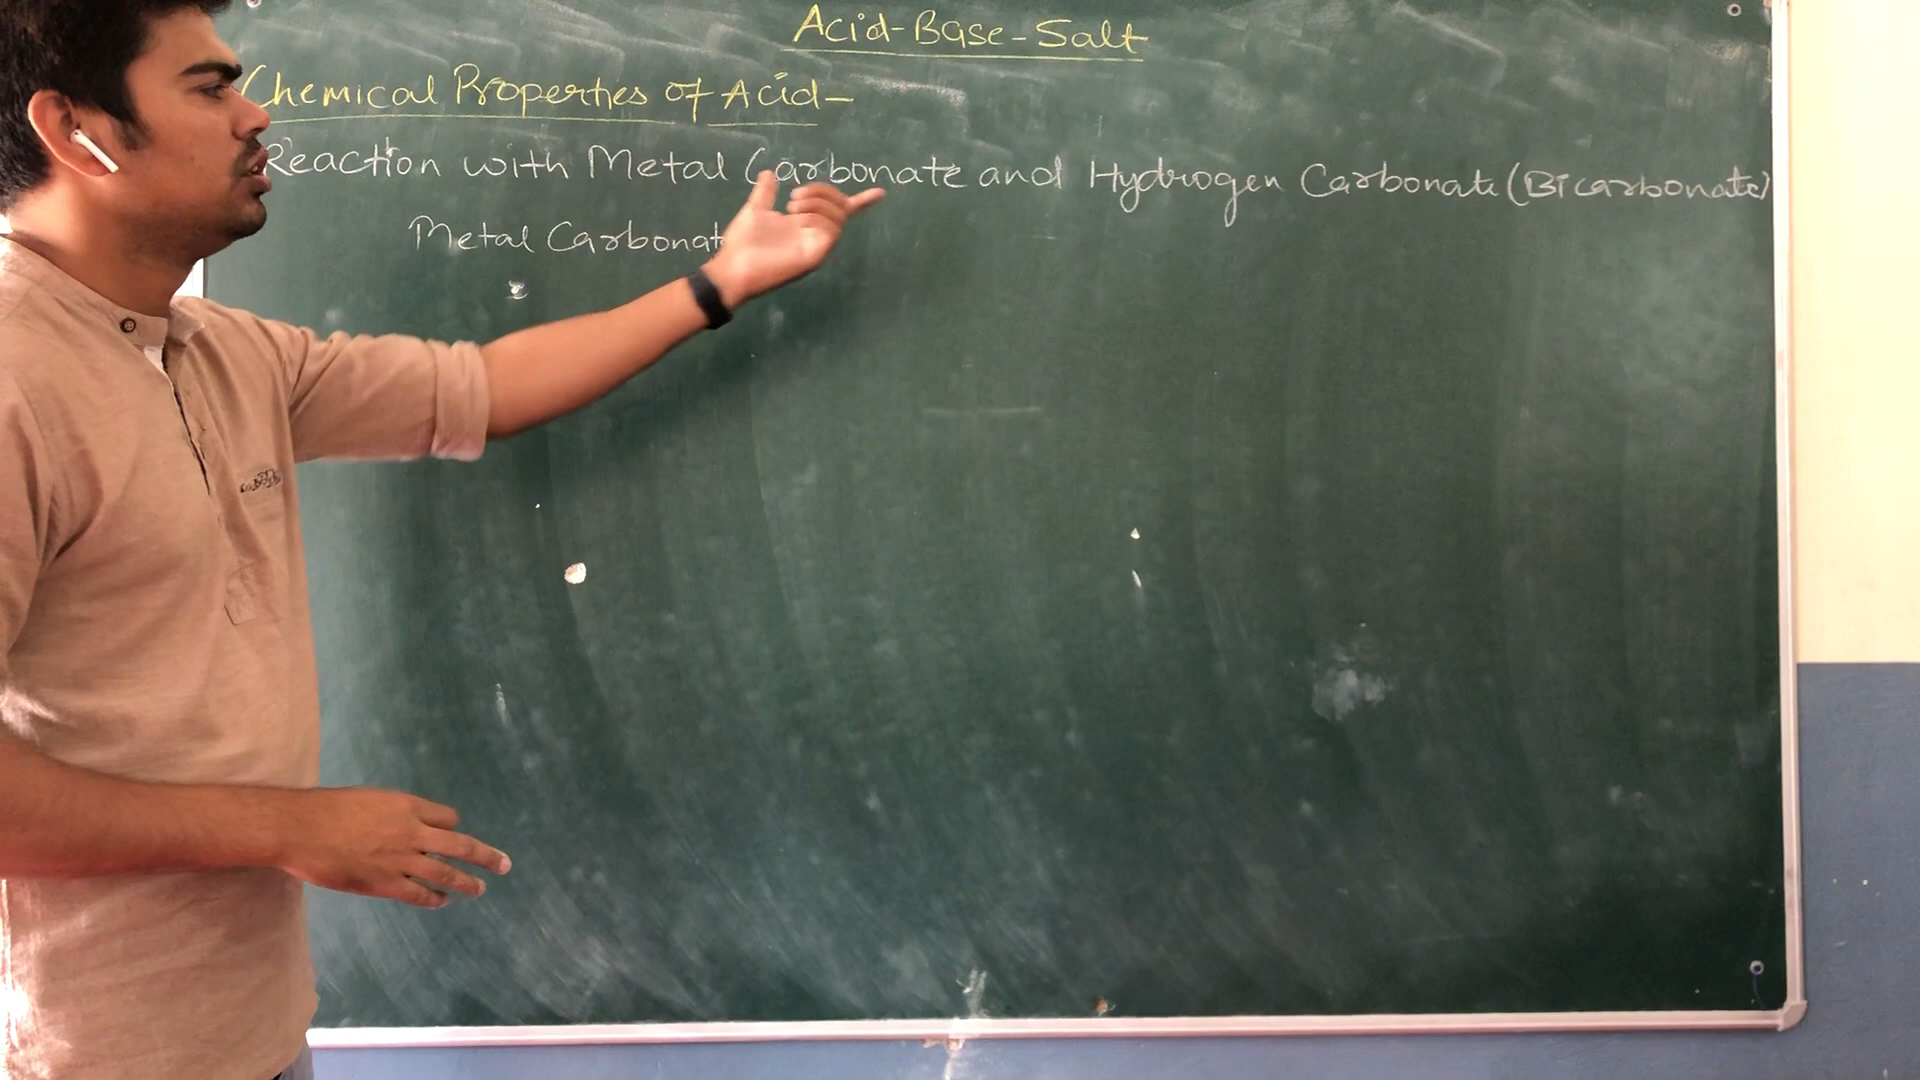 Acid-Base-Salt
Chemical Properties of Acid-
Reaction with Metal Carbonate and Hydrogen Carbonate (Bicarbonate)
Metal Carbonat